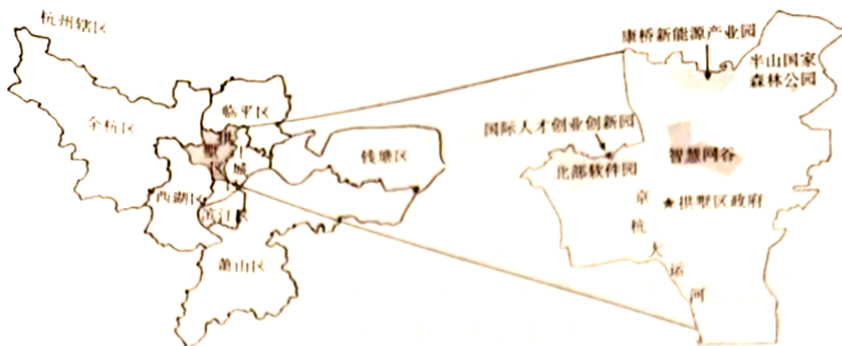 杭州辖区
余杭区
临平区
拱墅区
上城区
钱塘区
西湖区
滨江区
萧山区
康桥新能源产业园
半山国家
森林公园
国际人才创业创新园
北部软件园
智慧网谷
★拱墅区政府
京杭大运河